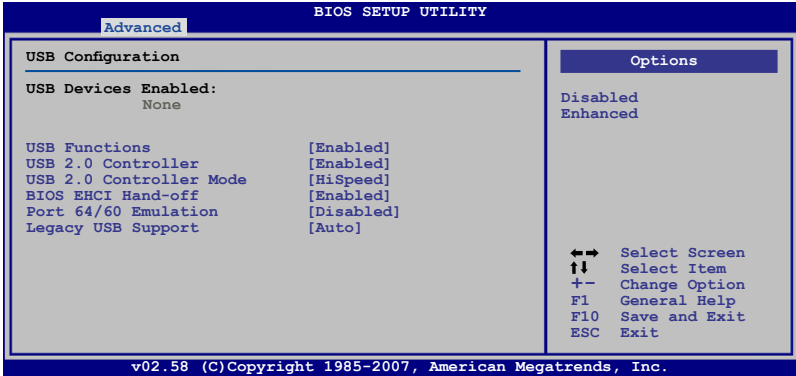 BIOS SETUP UTILITY
Advanced
USB Configuration
USB Devices Enabled:
None
USB Functions [Enabled]
USB 2.0 Controller [Enabled]
USB 2.0 Controller Mode [HiSpeed]
BIOS EHCI Hand-off [Enabled]
Port 64/60 Emulation [Disabled]
Legacy USB Support [Auto]
Options
Disabled
Enhanced
←→ Select Screen
↑↓ Select Item
+- Change Option
F1 General Help
F10 Save and Exit
ESC Exit
v02.58 (C)Copyright 1985-2007, American Megatrends, Inc.